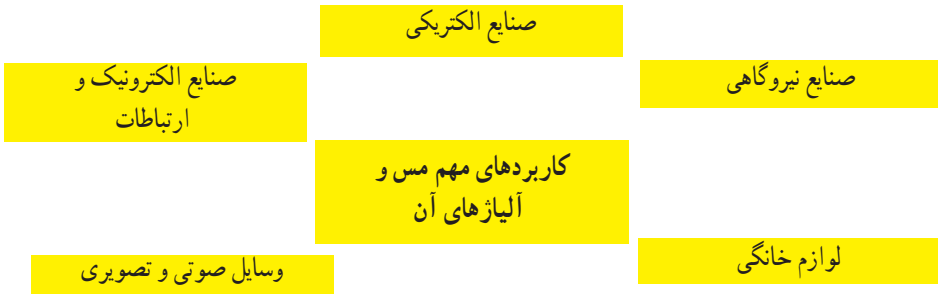 صنایع الکتریکی
صنایع نیروگاهی
صنایع الکترونیک و
ارتباطات
کاربردهای مهم مس و
آلیاژهای آن
لوازم خانگی
وسایل صوتی و تصویری